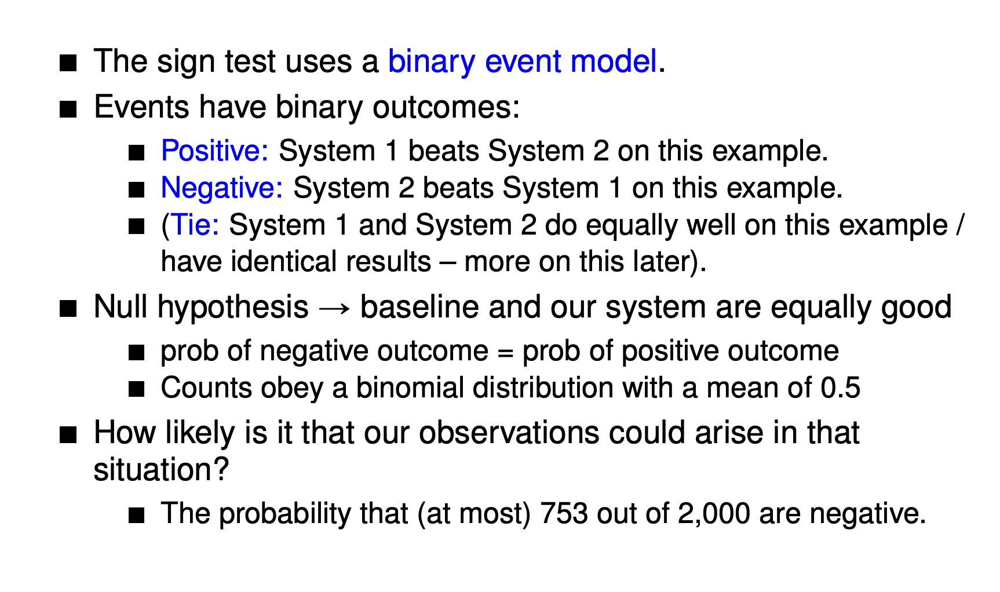 ■ The sign test uses a binary event model.
■ Events have binary outcomes:
■ Positive: System 1 beats System 2 on this example.
■ Negative: System 2 beats System 1 on this example.
■ (Tie: System 1 and System 2 do equally well on this example /
have identical results – more on this later).
■ Null hypothesis → baseline and our system are equally good
■ prob of negative outcome = prob of positive outcome
■ Counts obey a binomial distribution with a mean of 0.5
■ How likely is it that our observations could arise in that
situation?
■ The probability that (at most) 753 out of 2,000 are negative.